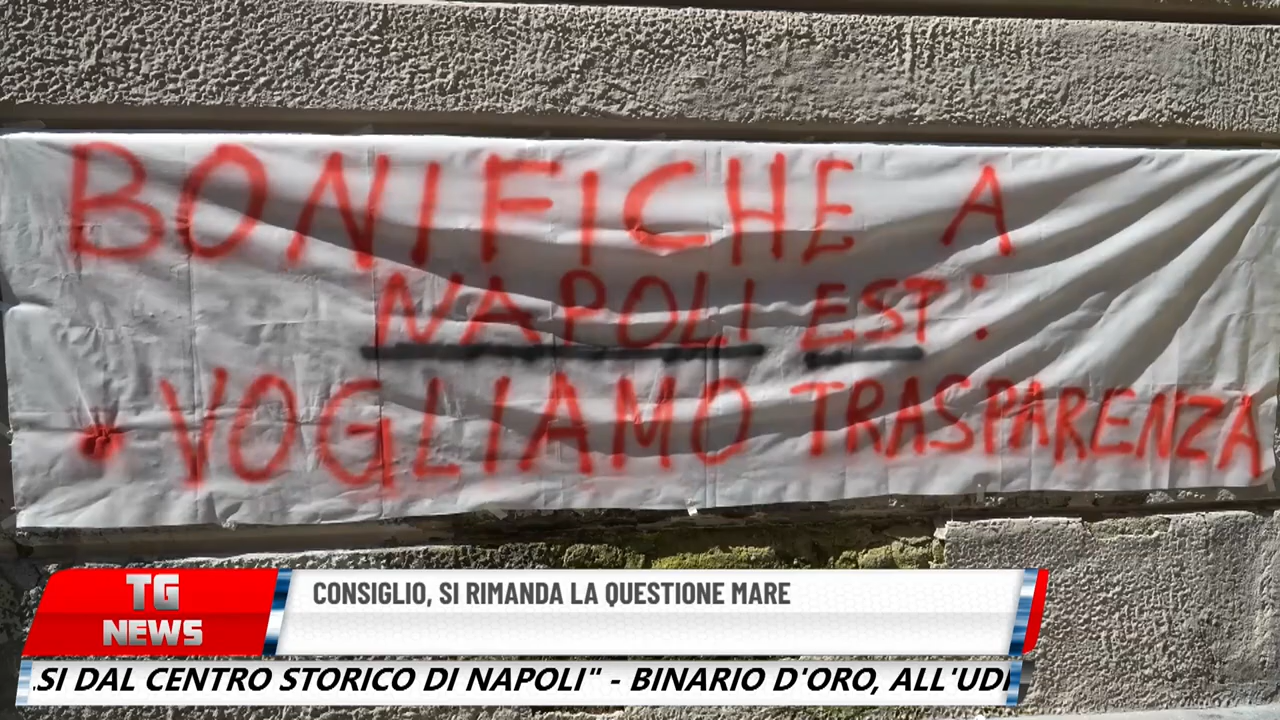 BONIFICHE A
NAPOLI EST:
VOGLIAMO TRASPARENZA
TG
NEWS
CONSIGLIO, SI RIMANDA LA QUESTIONE MARE
SI DAL CENTRO STORICO DI NAPOLI" - BINARIO D'ORO, ALL'UDI